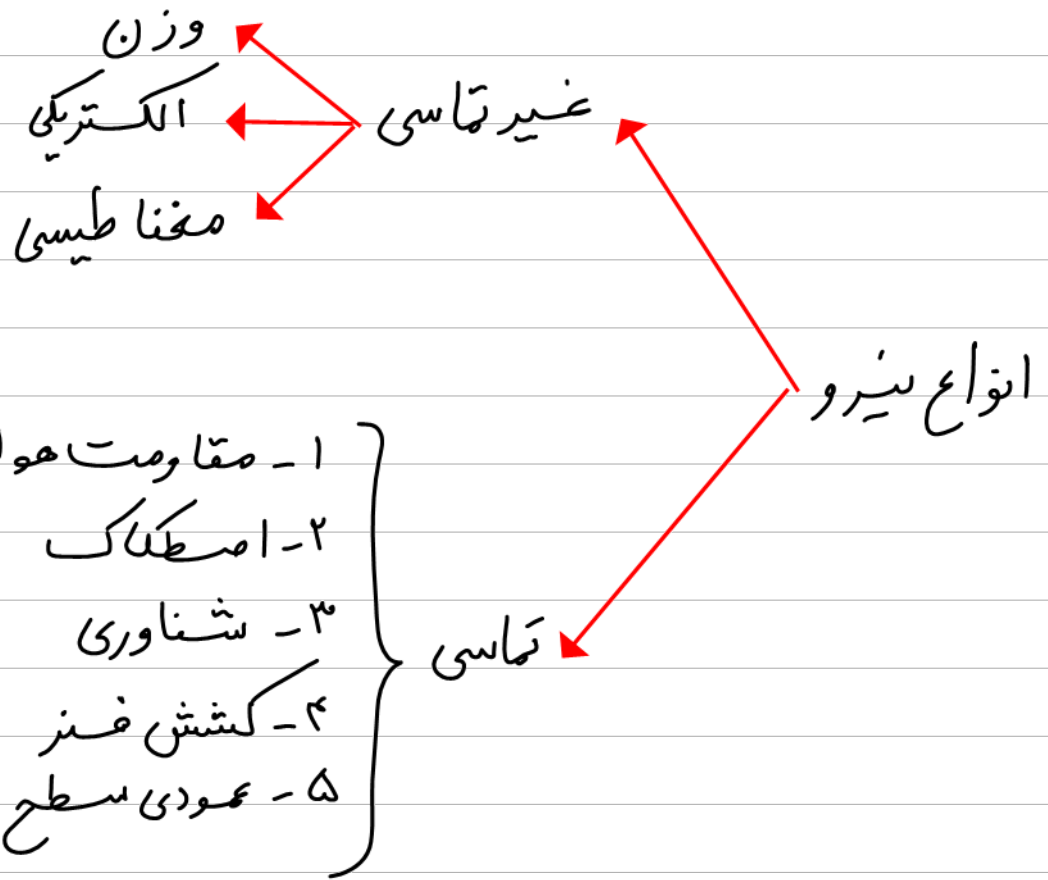 انواع نیرو
غیر تماسی
وزن
الکتریکی
مغناطیسی
تماسی
۱- مقاومت هوا
۲- اصطکاک
۳- شناوری
۴- کشش فنر
۵- عمودی سطح